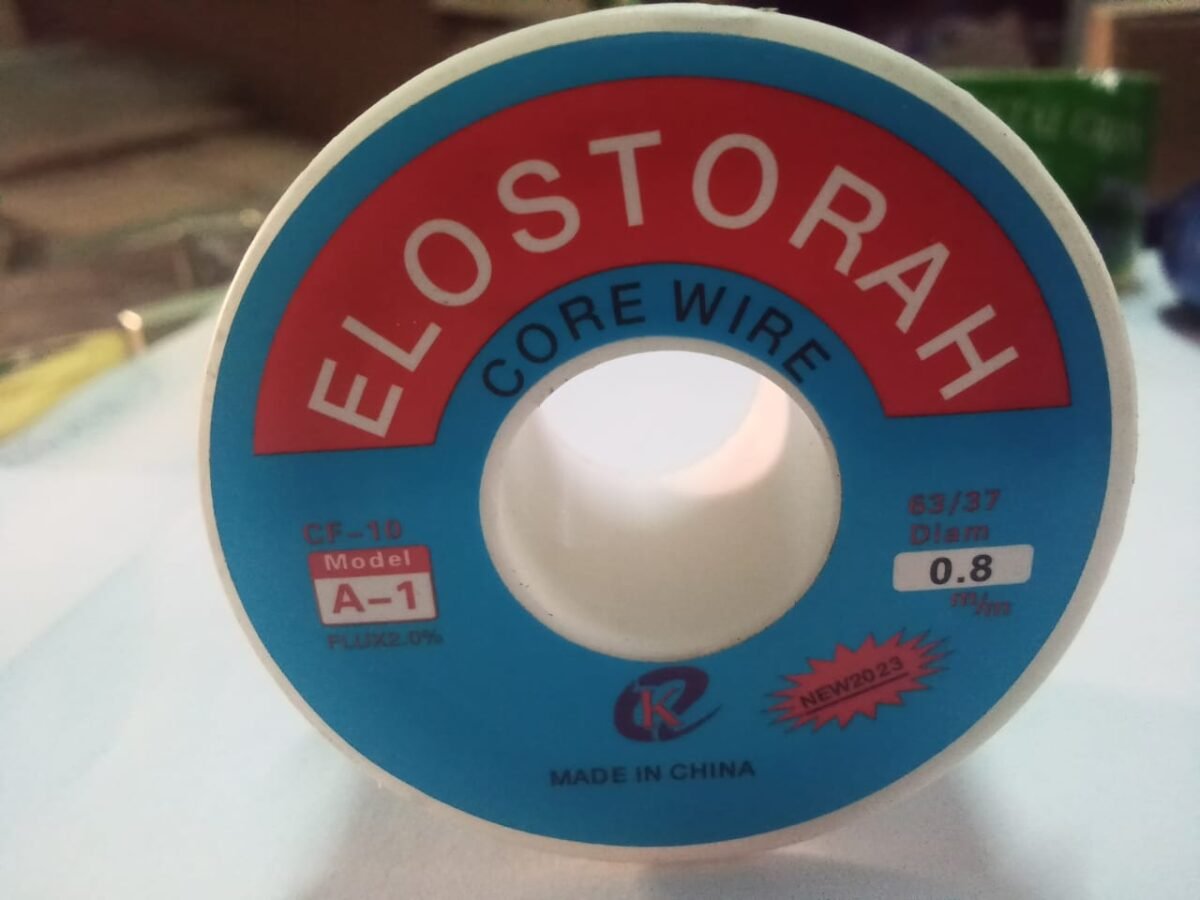 ELOSTORAH
CORE WIRE
CF-10
Model
A-1
FLUX2.0%
63/37
Diam
0.8
m/m
K
NEW2023
MADE IN CHINA